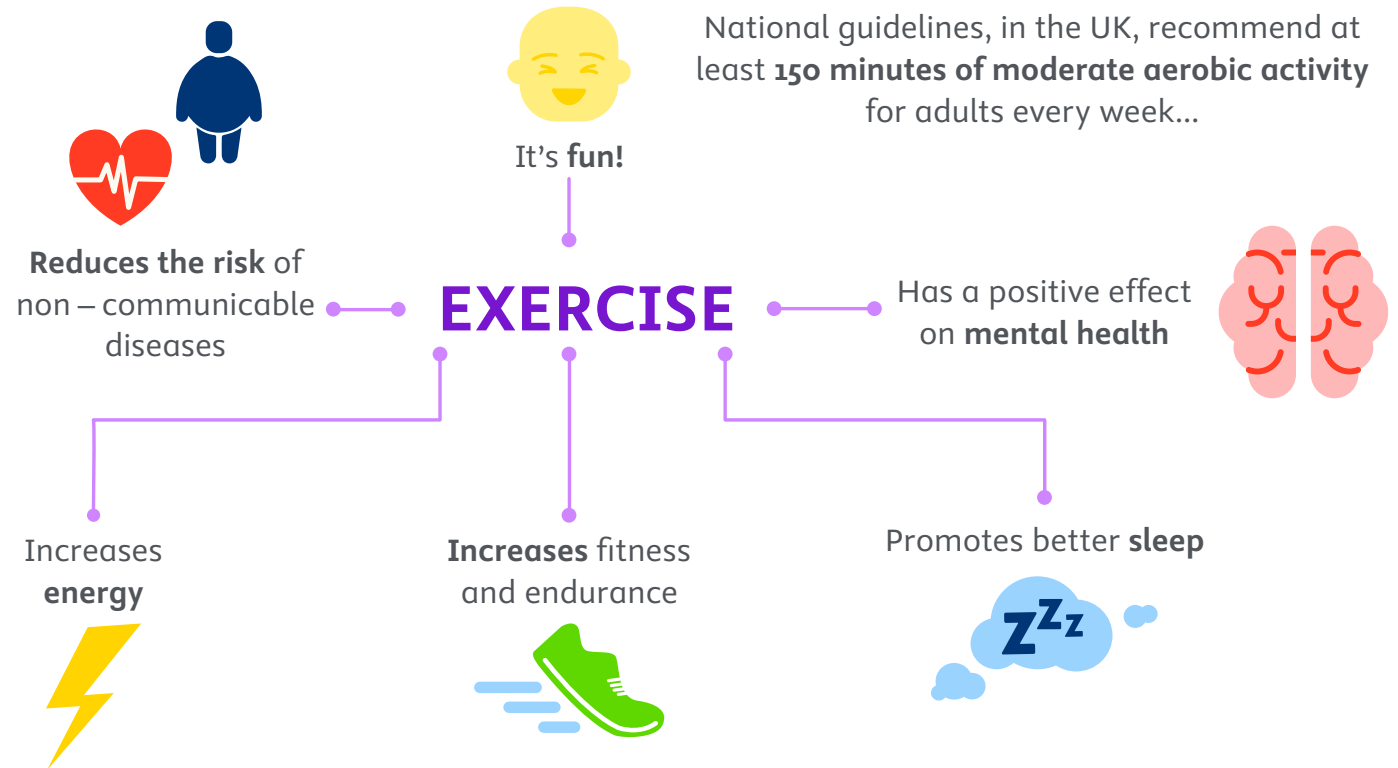 National guidelines, in the UK, recommend at
least 150 minutes of moderate aerobic activity
for adults every week...
It's fun!
Reduces the risk of
non – communicable
diseases
EXERCISE
Has a positive effect
on mental health
Increases
energy
Increases fitness
and endurance
Promotes better sleep
zzz